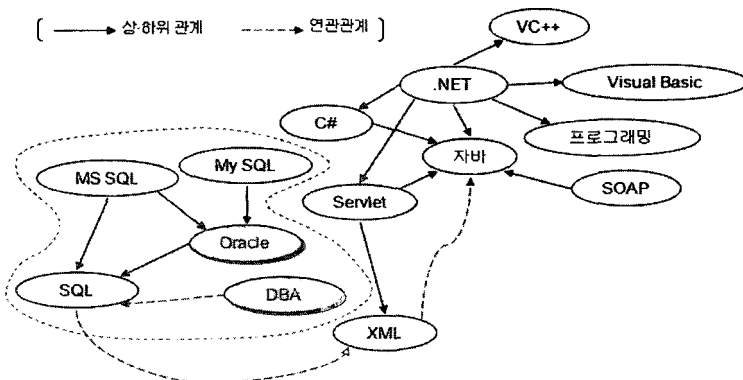 [ → 상·하위 관계 ---→ 연관관계 ]
VC++
.NET
Visual Basic
C#
프로그래밍
자바
My SQL
MS SQL
SOAP
Servlet
Oracle
SQL
DBA
XML